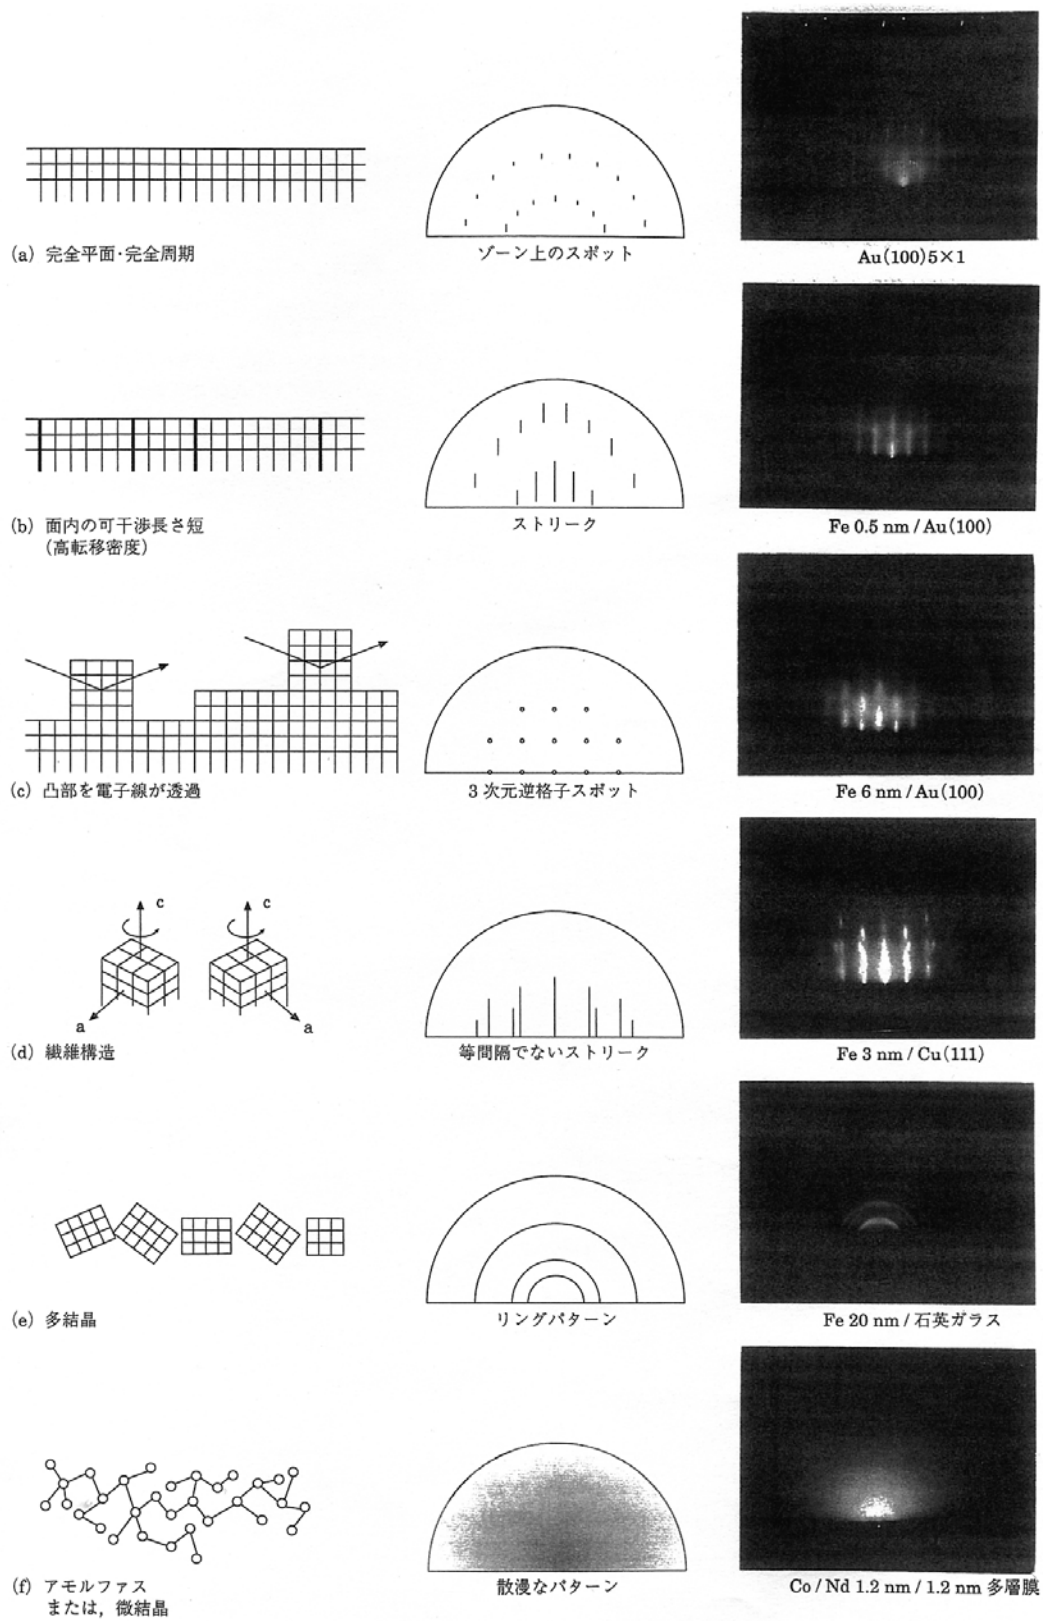 (a) 完全平面・完全周期
ゾーン上のスポット
Au(100)5×1
(b) 面内の可干渉長さ短
(高転移密度)
ストリーク
Fe 0.5 nm / Au(100)
(c) 凸部を電子線が透過
3 次元逆格子スポット
Fe 6 nm / Au(100)
c
c
a
a
(d) 繊維構造
等間隔でないストリーク
Fe 3 nm / Cu(111)
(e) 多結晶
リングパターン
Fe 20 nm / 石英ガラス
(f) アモルファス
または, 微結晶
散漫なパターン
Co / Nd 1.2 nm / 1.2 nm 多層膜